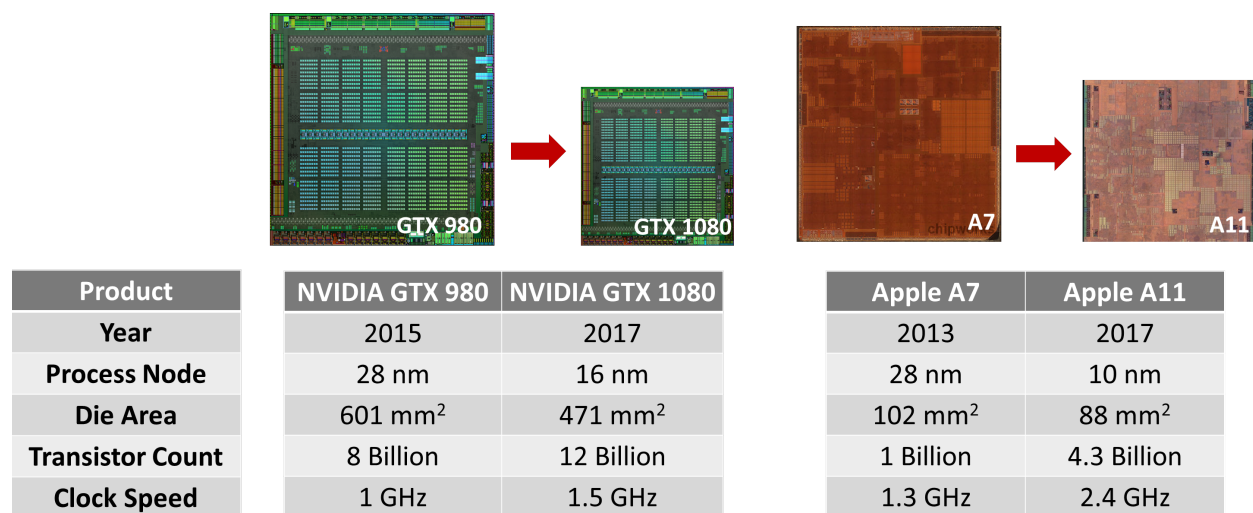 GTX 980
GTX 1080
chipw
A7
A11
Product NVIDIA GTX 980 NVIDIA GTX 1080 Apple A7 Apple A11
Year 2015 2017 2013 2017
Process Node 28 nm 16 nm 28 nm 10 nm
Die Area 601 mm² 471 mm² 102 mm² 88 mm²
Transistor Count 8 Billion 12 Billion 1 Billion 4.3 Billion
Clock Speed 1 GHz 1.5 GHz 1.3 GHz 2.4 GHz